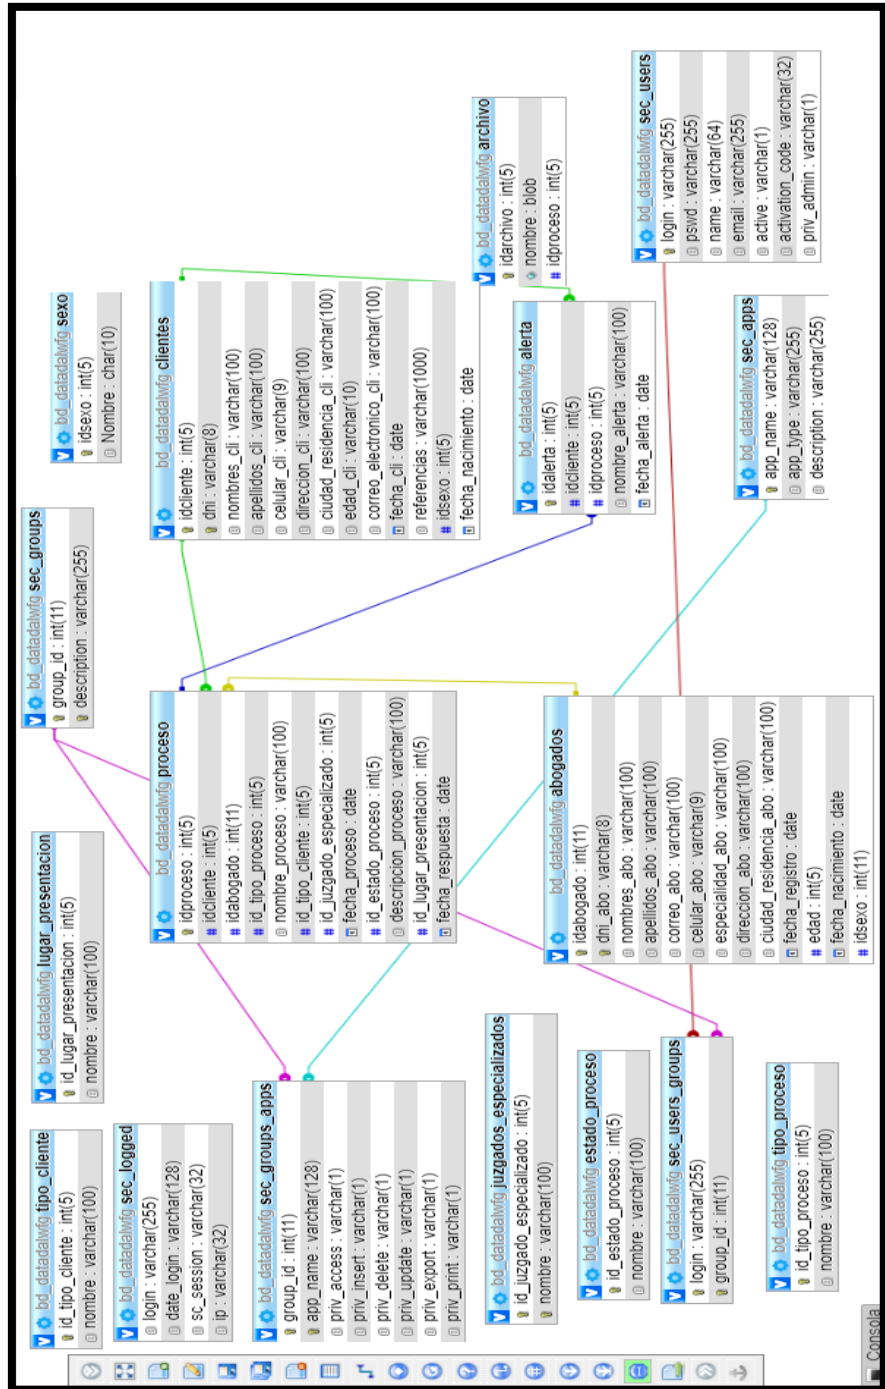 bd_datadalwfg tipo_cliente
id_tipo_cliente : int(5)
nombre : varchar(100)
bd_datadalwfg lugar_presentacion
id_lugar_presentacion : int(5)
nombre : varchar(100)
bd_datadalwfg sec_groups
group_id : int(11)
description : varchar(255)
bd_datadalwfg sexo
idsexo : int(5)
Nombre : char(10)
bd_datadalwfg sec_logged
login : varchar(255)
date_login : varchar(128)
sc_session : varchar(32)
ip : varchar(32)
bd_datadalwfg proceso
idproceso : int(5)
idcliente : int(5)
idabogado : int(11)
id_tipo_proceso : int(5)
nombre_proceso : varchar(100)
id_tipo_cliente : int(5)
id_juzgado_especializado : int(5)
fecha_proceso : date
id_estado_proceso : int(5)
descripcion_proceso : varchar(100)
id_lugar_presentacion : int(5)
fecha_respuesta : date
bd_datadalwfg clientes
idcliente : int(5)
dni : varchar(8)
nombres_cli : varchar(100)
apellidos_cli : varchar(100)
celular_cli : varchar(9)
direccion_cli : varchar(100)
ciudad_residencia_cli : varchar(100)
edad_cli : varchar(10)
correo_electronico_cli : varchar(100)
fecha_cli : date
referencias : varchar(1000)
idsexo : int(5)
fecha_nacimiento : date
bd_datadalwfg sec_groups_apps
group_id : int(11)
app_name : varchar(128)
priv_access : varchar(1)
priv_insert : varchar(1)
priv_delete : varchar(1)
priv_update : varchar(1)
priv_export : varchar(1)
priv_print : varchar(1)
bd_datadalwfg archivo
idarchivo : int(5)
nombre : blob
idproceso : int(5)
bd_datadalwfg juzgados_especializados
id_juzgado_especializado : int(5)
nombre : varchar(100)
bd_datadalwfg alerta
idalerta : int(5)
idcliente : int(5)
idproceso : int(5)
nombre_alerta : varchar(100)
fecha_alerta : date
bd_datadalwfg abogados
idabogado : int(11)
dni_abo : varchar(8)
nombres_abo : varchar(100)
apellidos_abo : varchar(100)
correo_abo : varchar(100)
celular_abo : varchar(9)
especialidad_abo : varchar(100)
direccion_abo : varchar(100)
ciudad_residencia_abo : varchar(100)
fecha_registro : date
edad : int(5)
fecha_nacimiento : date
idsexo : int(11)
bd_datadalwfg estado_proceso
id_estado_proceso : int(5)
nombre : varchar(100)
bd_datadalwfg sec_users
login : varchar(255)
pswd : varchar(255)
name : varchar(64)
email : varchar(255)
active : varchar(1)
activation_code : varchar(32)
priv_admin : varchar(1)
bd_datadalwfg sec_users_groups
login : varchar(255)
group_id : int(11)
bd_datadalwfg sec_apps
app_name : varchar(128)
app_type : varchar(255)
description : varchar(255)
bd_datadalwfg tipo_proceso
id_tipo_proceso : int(5)
nombre : varchar(100)
Consola